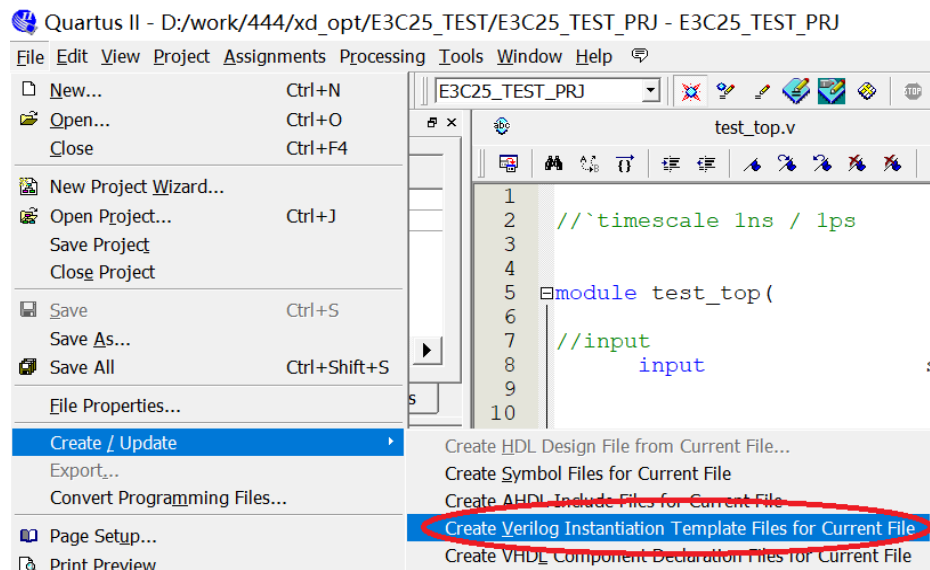 Quartus II - D:/work/444/xd_opt/E3C25_TEST/E3C25_TEST_PRJ - E3C25_TEST_PRJ
File Edit View Project Assignments Processing Tools Window Help
New... Ctrl+N
Open... Ctrl+O
Close Ctrl+F4
New Project Wizard...
Open Project... Ctrl+J
Save Project
Close Project
Save Ctrl+S
Save As...
Save All Ctrl+Shift+S
File Properties...
Create / Update
Export...
Convert Programming Files...
Page Setup...
Print Preview
E3C25_TEST_PRJ
STOP
abc
test_top.v
1
2 //`timescale 1ns / 1ps
3
4
5 module test_top(
6
7 //input
8 input s
9
10
s
Create HDL Design File from Current File...
Create Symbol Files for Current File
Create AHDL Include Files for Current File
Create Verilog Instantiation Template Files for Current File
Create VHDL Component Declaration Files for Current File